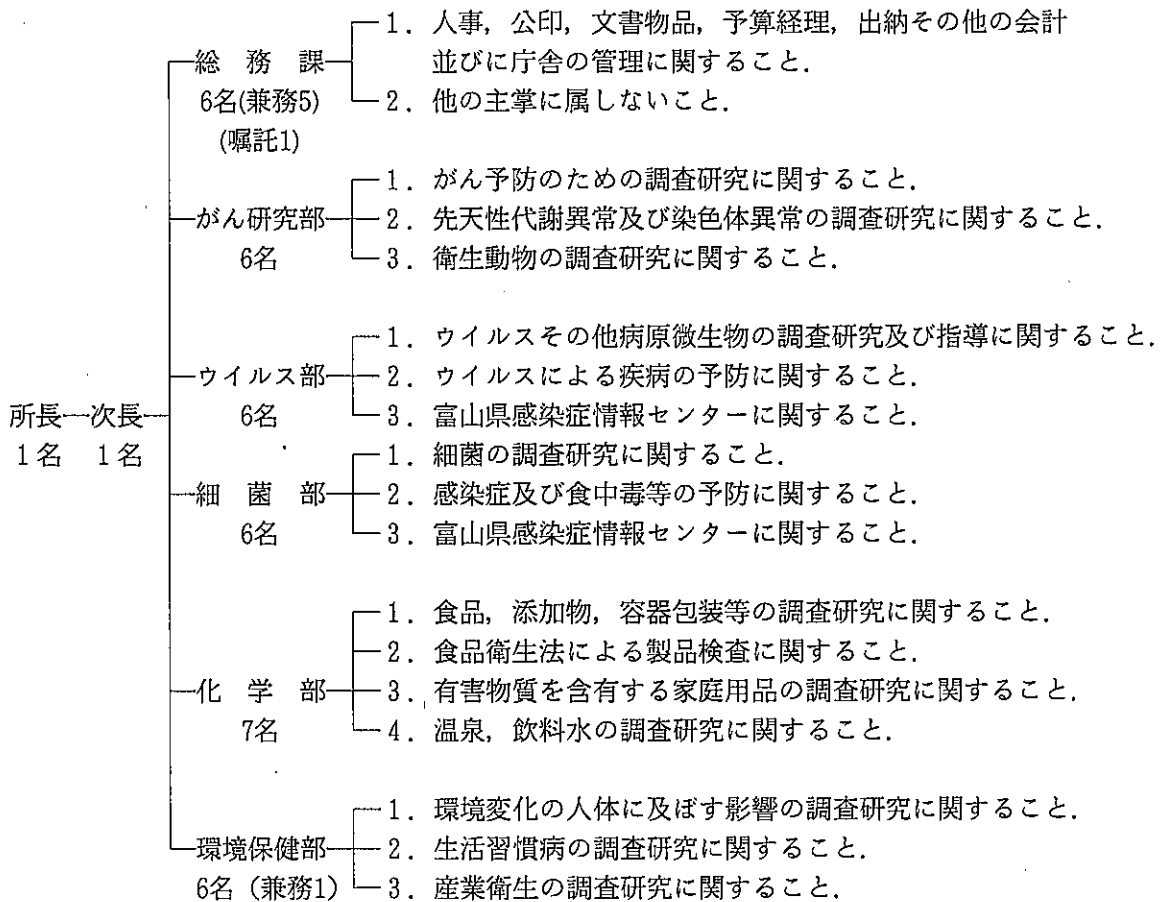 総務課
6名(兼務5)
(嘱託1)
1．人事，公印，文書物品，予算経理，出納その他の会計
並びに庁舎の管理に関すること．
2．他の主掌に属しないこと．
がん研究部
6名
1．がん予防のための調査研究に関すること．
2．先天性代謝異常及び染色体異常の調査研究に関すること．
3．衛生動物の調査研究に関すること．
所長 次長
1名 1名
ウイルス部
6名
1．ウイルスその他病原微生物の調査研究及び指導に関すること．
2．ウイルスによる疾病の予防に関すること．
3．富山県感染症情報センターに関すること．
細菌部
6名
1．細菌の調査研究に関すること．
2．感染症及び食中毒等の予防に関すること．
3．富山県感染症情報センターに関すること．
化学部
7名
1．食品，添加物，容器包装等の調査研究に関すること．
2．食品衛生法による製品検査に関すること．
3．有害物質を含有する家庭用品の調査研究に関すること．
4．温泉，飲料水の調査研究に関すること．
環境保健部
6名（兼務1）
1．環境変化の人体に及ぼす影響の調査研究に関すること．
2．生活習慣病の調査研究に関すること．
3．産業衛生の調査研究に関すること．